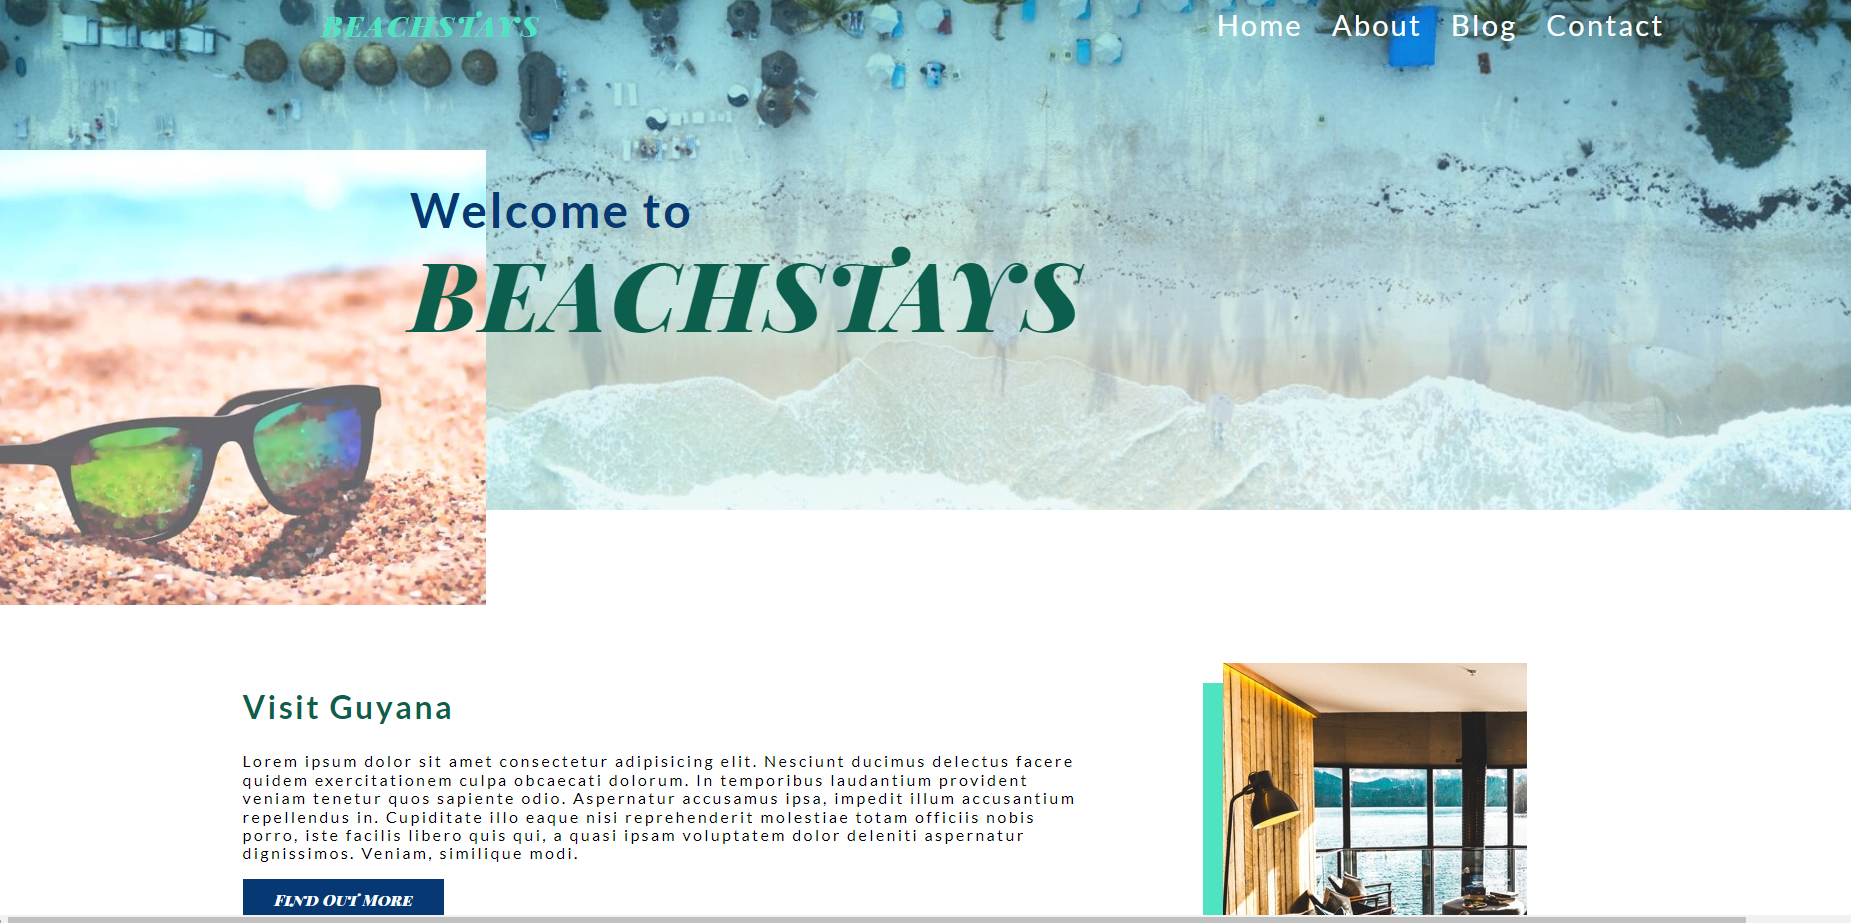 BEACHSTAYS
Home About Blog Contact
Welcome to
BEACHSTAYS
Visit Guyana
Lorem ipsum dolor sit amet consectetur adipisicing elit. Nesciunt ducimus delectus facere
quidem exercitationem culpa obcaecati dolorum. In temporibus laudantium provident
veniam tenetur quos sapiente odio. Aspernatur accusamus ipsa, impedit illum accusantium
repellendus in. Cupiditate illo eaque nisi reprehenderit molestiae totam officiis nobis
porro, iste facilis libero quis qui, a quasi ipsam voluptatem dolor deleniti aspernatur
dignissimos. Veniam, similique modi.
Find Out More